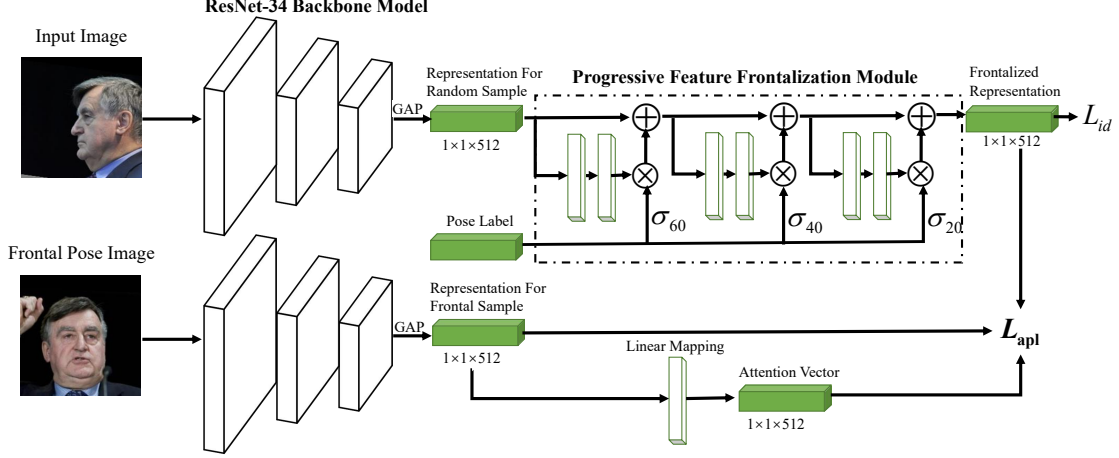 ResNet-34 Backbone Model
Input Image
GAP
Representation For
Random Sample
1×1×512
Progressive Feature Frontalization Module
Frontalized
Representation
1×1×512
L_id
Pose Label
σ_60
σ_40
σ_20
Frontal Pose Image
GAP
Representation For
Frontal Sample
1×1×512
Linear Mapping
Attention Vector
1×1×512
L_apl